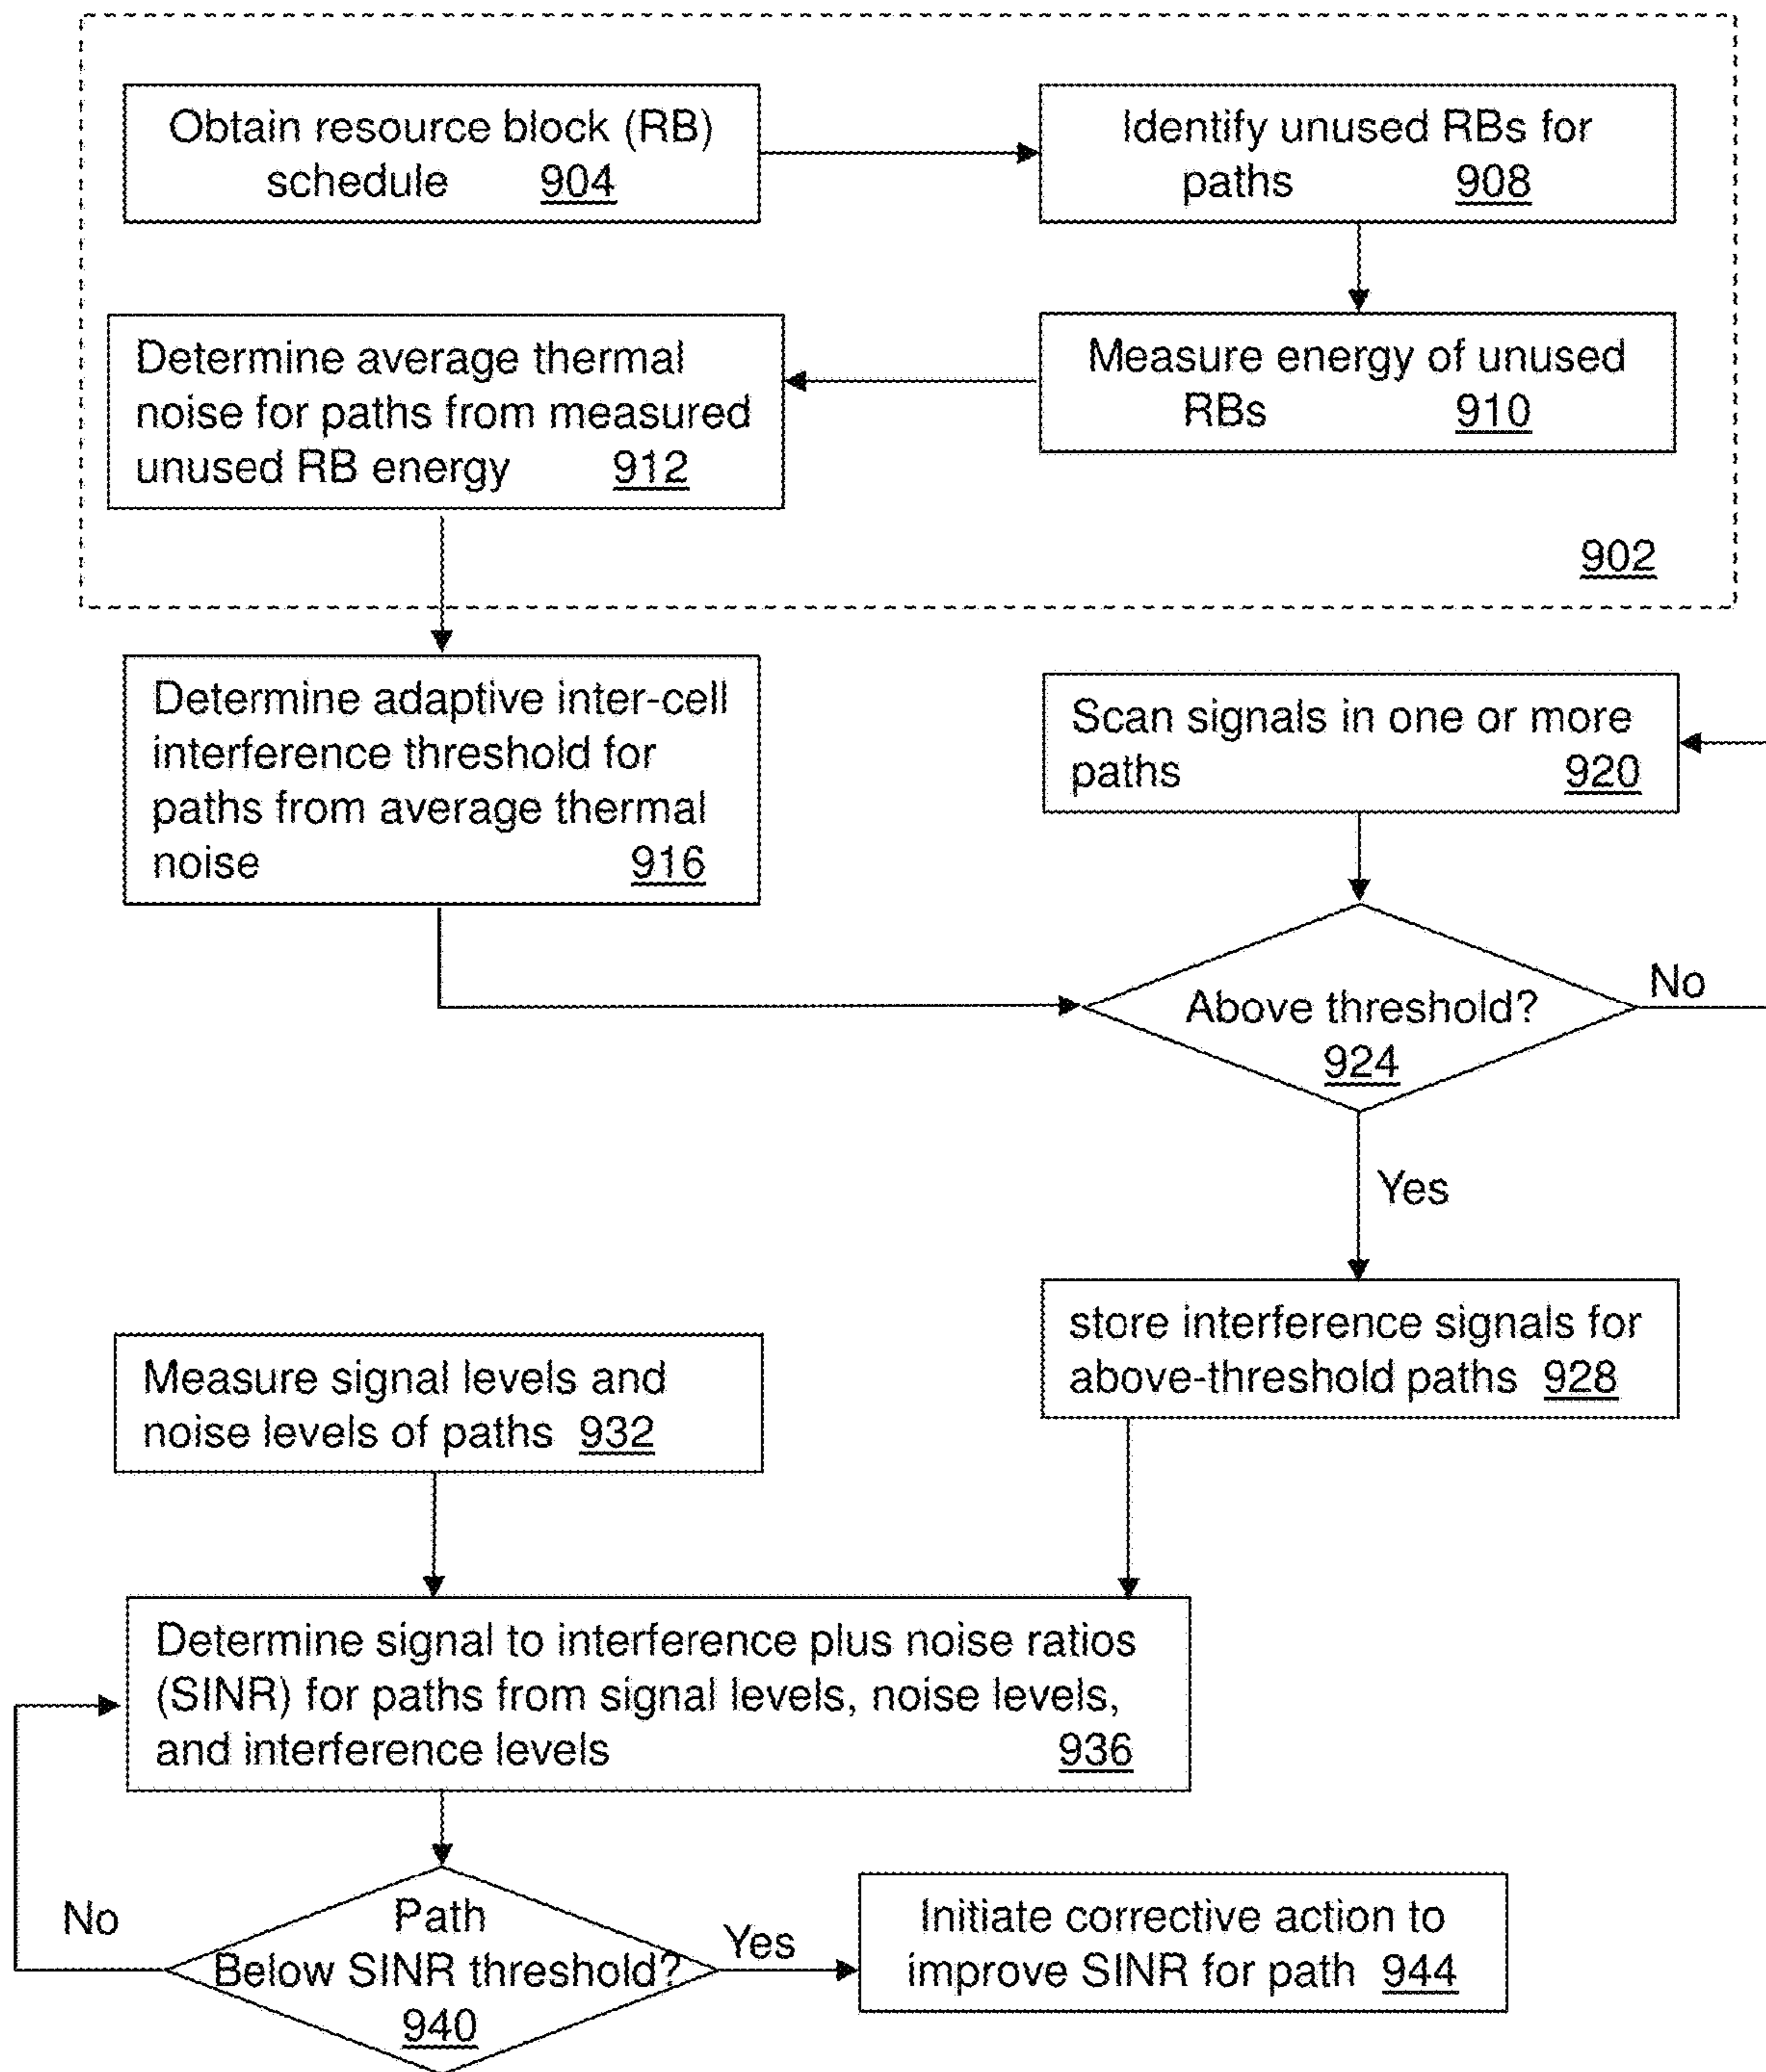 Obtain resource block (RB)
schedule 904
Identify unused RBs for
paths 908
Determine average thermal
noise for paths from measured
unused RB energy 912
Measure energy of unused
RBs 910
902
Determine adaptive inter-cell
interference threshold for
paths from average thermal
noise 916
Scan signals in one or more
paths 920
Above threshold?
924
No
Yes
store interference signals for
above-threshold paths 928
Measure signal levels and
noise levels of paths 932
Determine signal to interference plus noise ratios
(SINR) for paths from signal levels, noise levels,
and interference levels 936
No
Path
Below SINR threshold?
940
Yes
Initiate corrective action to
improve SINR for path 944